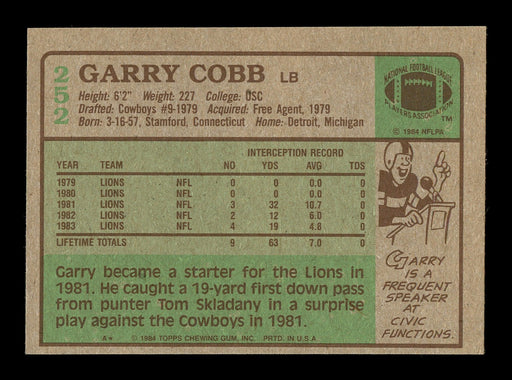 252
GARRY COBB LB
Height: 6'2" Weight: 227 College: USC
Drafted: Cowboys #9-1979 Acquired: Free Agent, 1979
Born: 3-16-57, Stamford, Connecticut Home: Detroit, Michigan
NATIONAL FOOTBALL LEAGUE
PLAYERS ASSOCIATION
TM
© 1984 NFLPA
INTERCEPTION RECORD
YEAR TEAM NO YDS AVG TDS
1979 LIONS NFL 0 0 0.0 0
1980 LIONS NFL 0 0 0.0 0
1981 LIONS NFL 3 32 10.7 0
1982 LIONS NFL 2 12 6.0 0
1983 LIONS NFL 4 19 4.8 0
LIFETIME TOTALS 9 63 7.0 0
Garry became a starter for the Lions in
1981. He caught a 19-yard first down pass
from punter Tom Skladany in a surprise
play against the Cowboys in 1981.
GARRY
IS A
FREQUENT
SPEAKER
AT
CIVIC
FUNCTIONS.
A* © 1984 TOPPS CHEWING GUM, INC. PRTD. IN U.S.A.